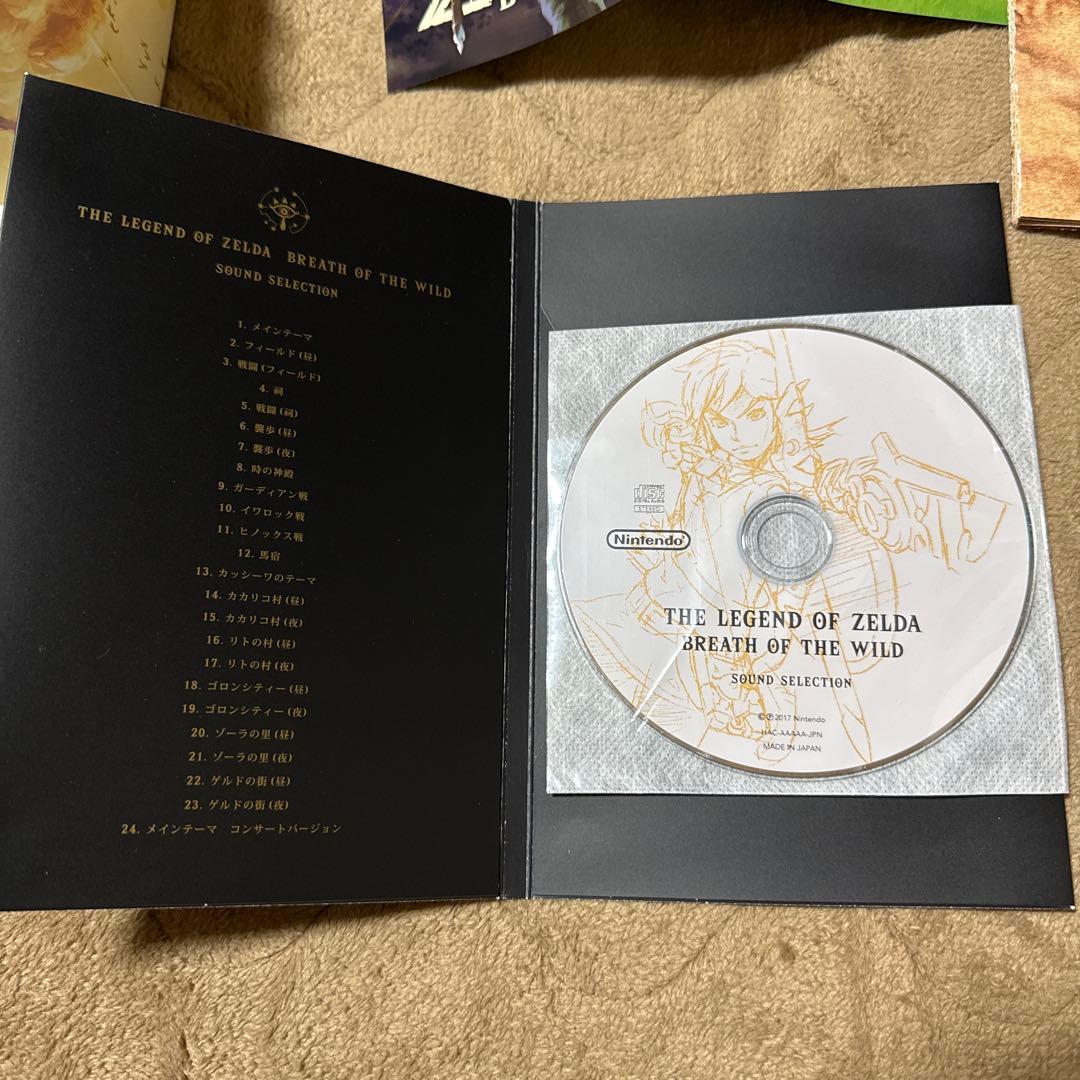 THE LEGEND OF ZELDA BREATH OF THE WILD
SOUND SELECTION
1. メインテーマ
2. フィールド(昼)
3. 戦闘(フィールド)
4. 祠
5. 戦闘(祠)
6. 襲歩(昼)
7. 襲歩(夜)
8. 時の神殿
9. ガーディアン戦
10. イワロック戦
11. ヒノックス戦
12. 馬宿
13. カッシーワのテーマ
14. カカリコ村(昼)
15. カカリコ村(夜)
16. リトの村(昼)
17. リトの村(夜)
18. ゴロンシティー(昼)
19. ゴロンシティー(夜)
20. ゾーラの里(昼)
21. ゾーラの里(夜)
22. ゲルドの街(昼)
23. ゲルドの街(夜)
24. メインテーマ コンサートバージョン
COMPACT
disc
DIGITAL AUDIO
STEREO
Nintendo
THE LEGEND OF ZELDA
BREATH OF THE WILD
SOUND SELECTION
©℗2017 Nintendo
HAC-AAAAA-JPN
MADE IN JAPAN